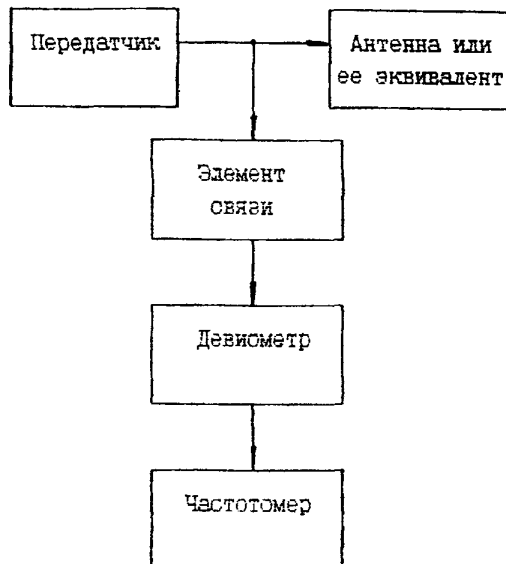 Передатчик
Антенна или
ее эквивалент
Элемент
связи
Девиометр
Частотомер